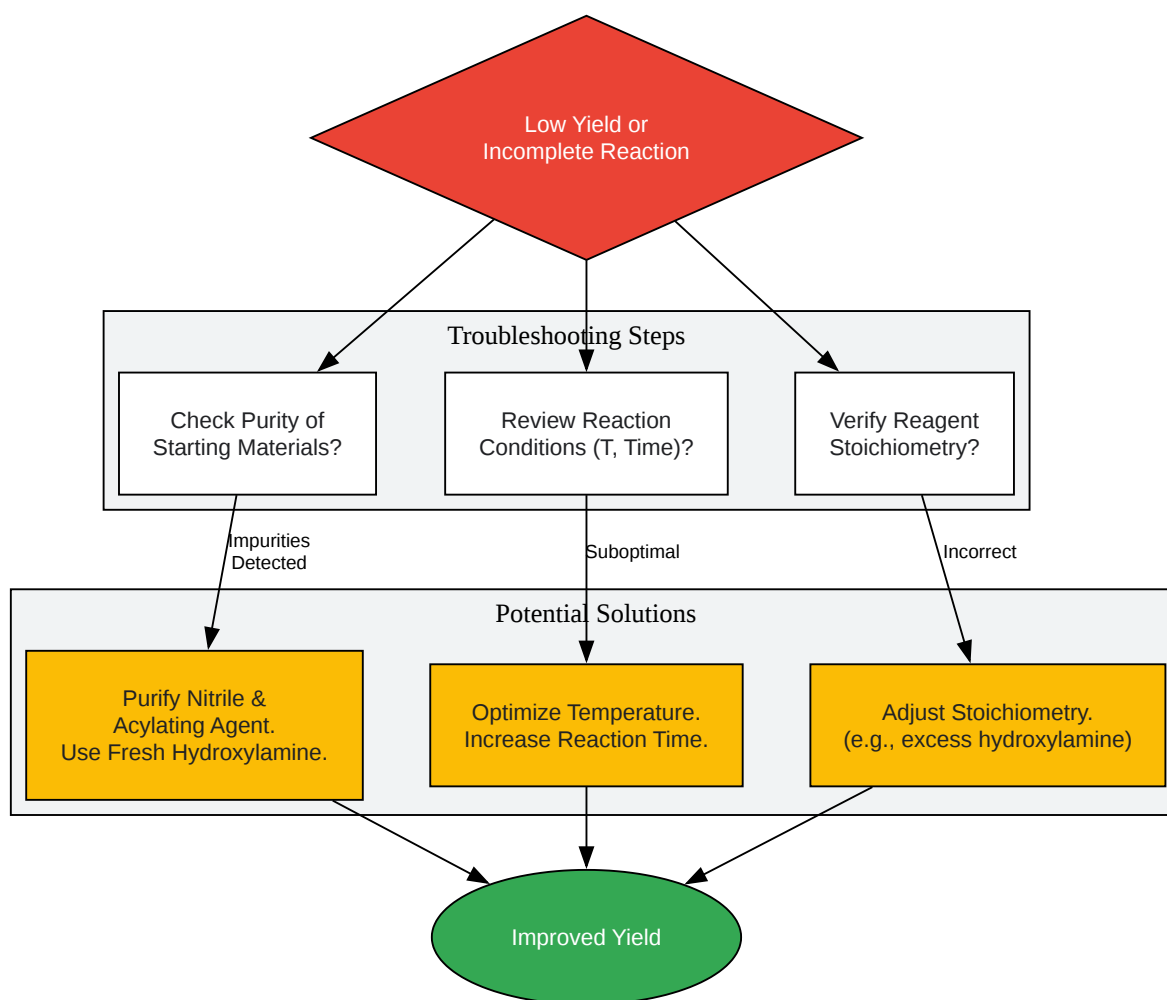 Low Yield or
Incomplete Reaction
Troubleshooting Steps
Check Purity of
Starting Materials?
Review Reaction
Conditions (T, Time)?
Verify Reagent
Stoichiometry?
Impurities
Detected
Suboptimal
Incorrect
Potential Solutions
Purify Nitrile &
Acylating Agent.
Use Fresh Hydroxylamine.
Optimize Temperature.
Increase Reaction Time.
Adjust Stoichiometry.
(e.g., excess hydroxylamine)
Improved Yield